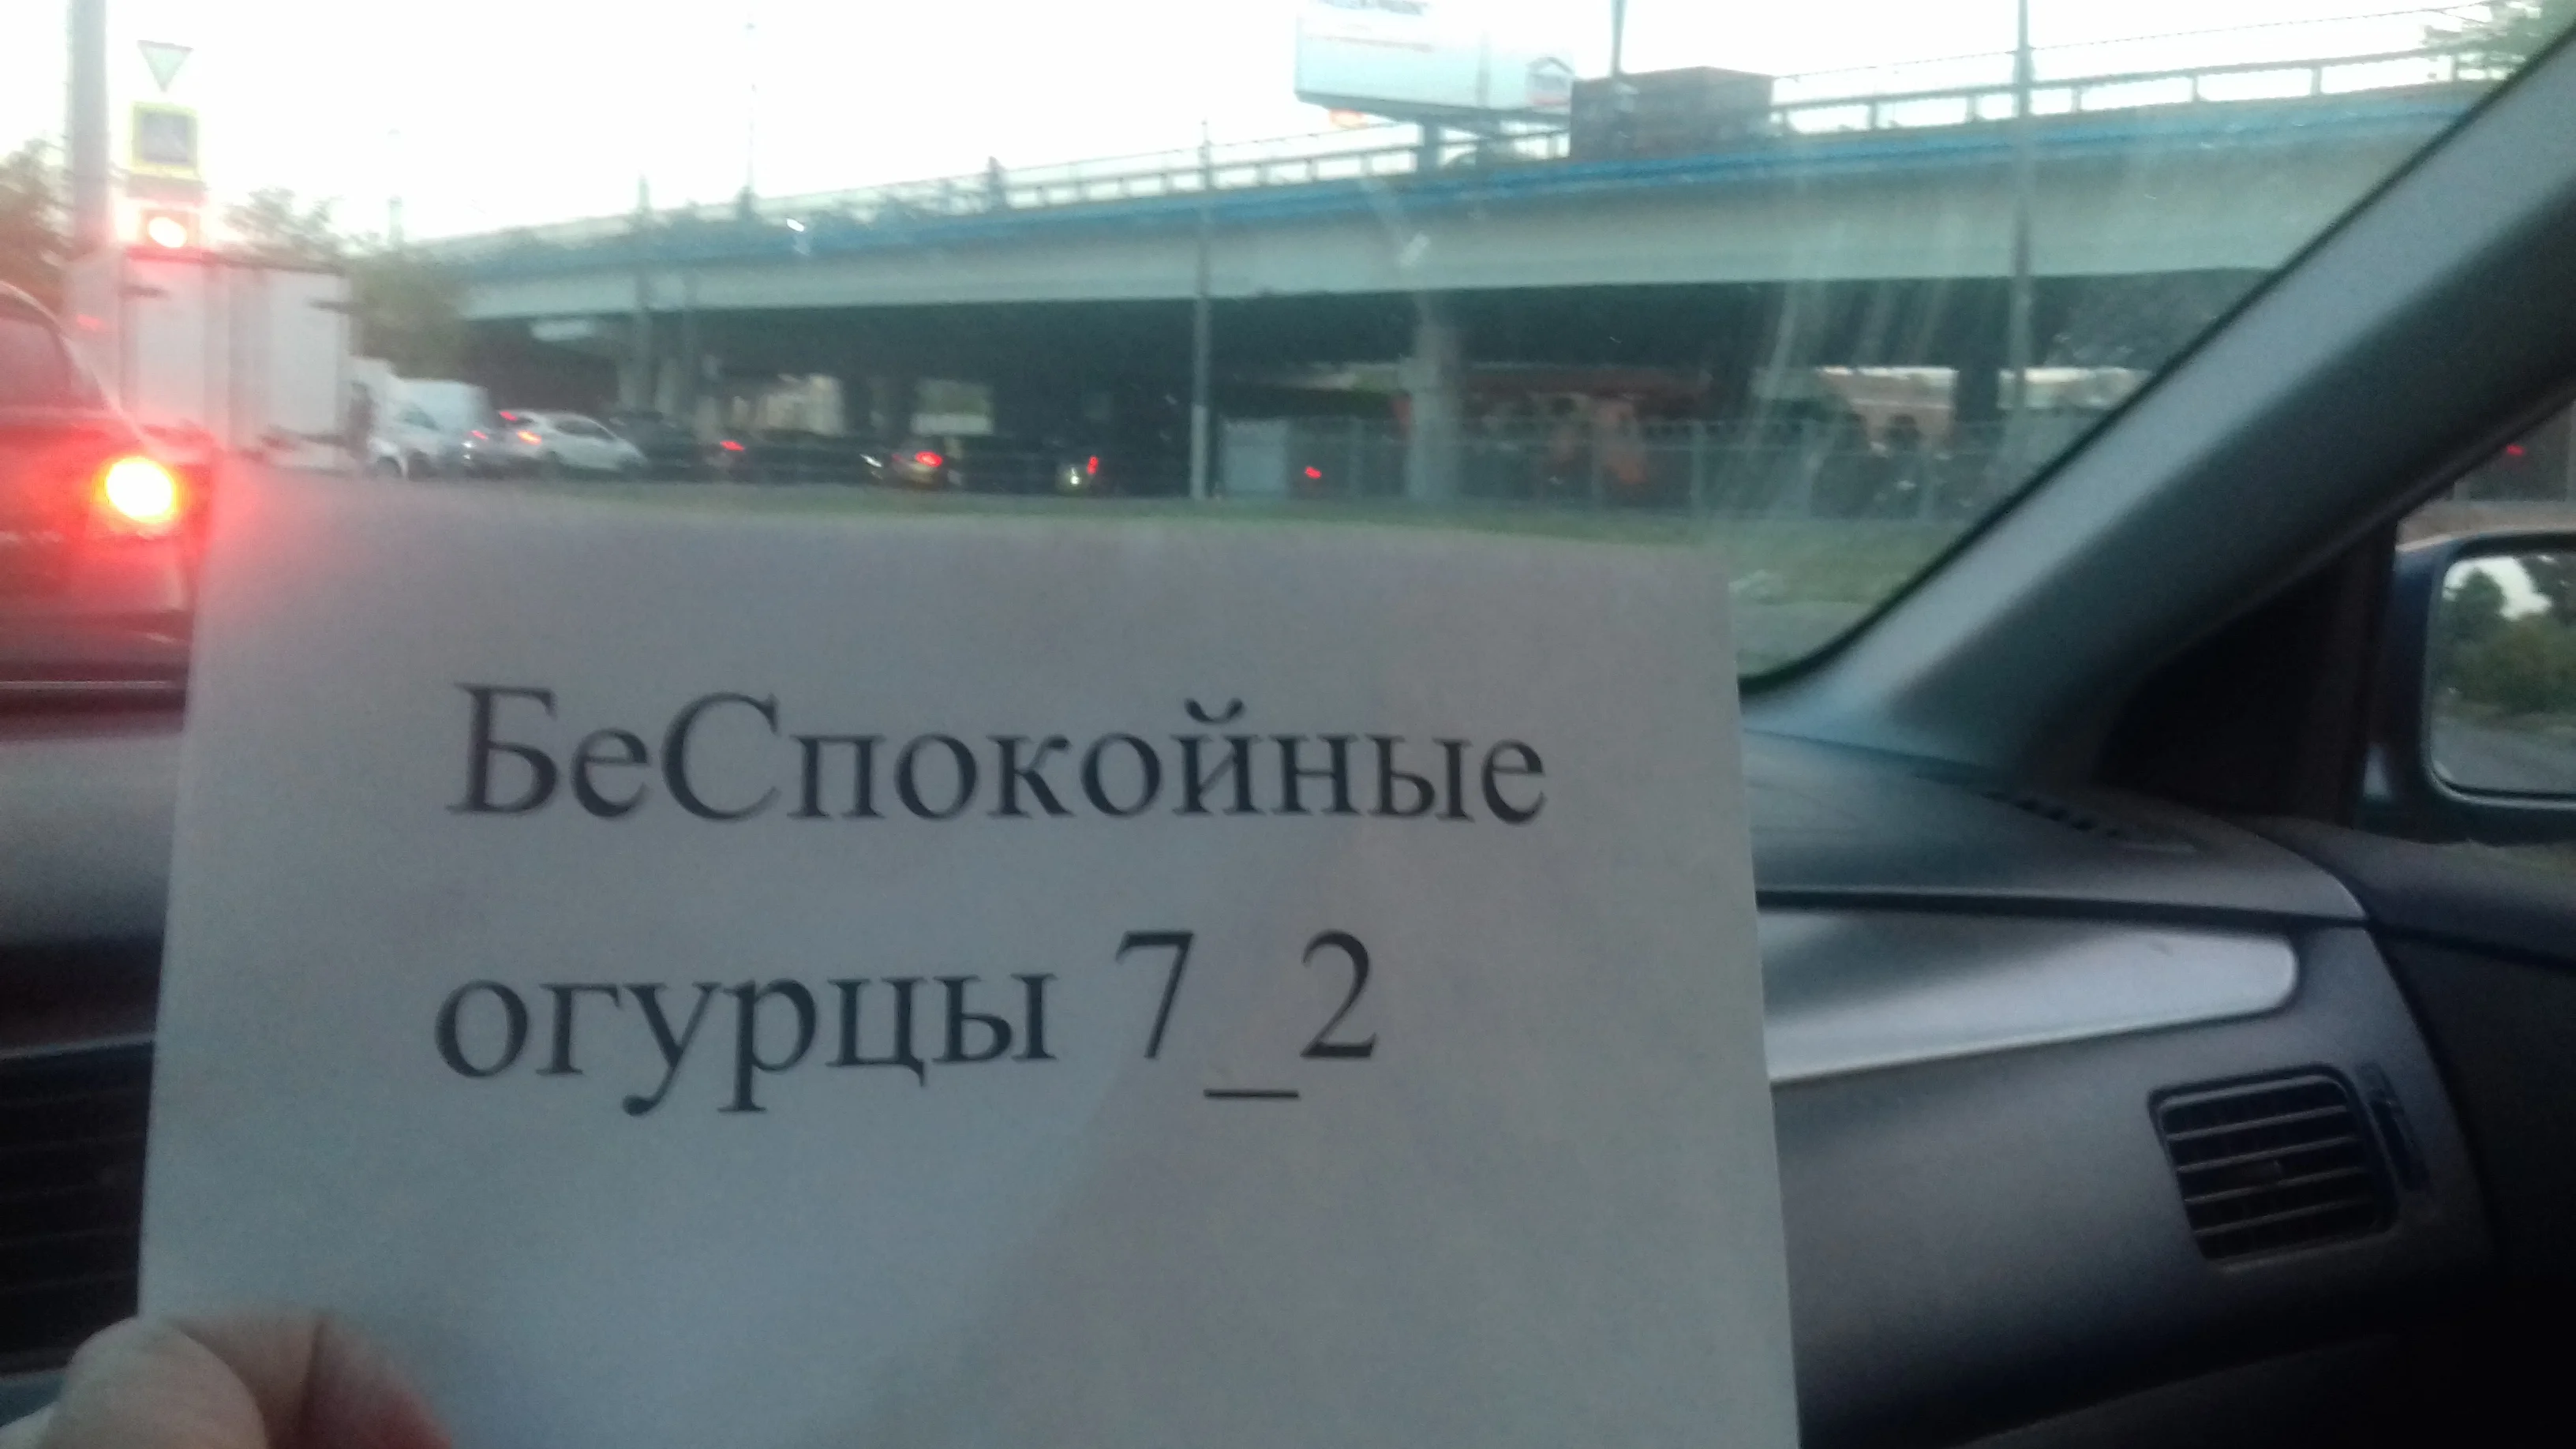 БеСпокойные
огурцы 7_2